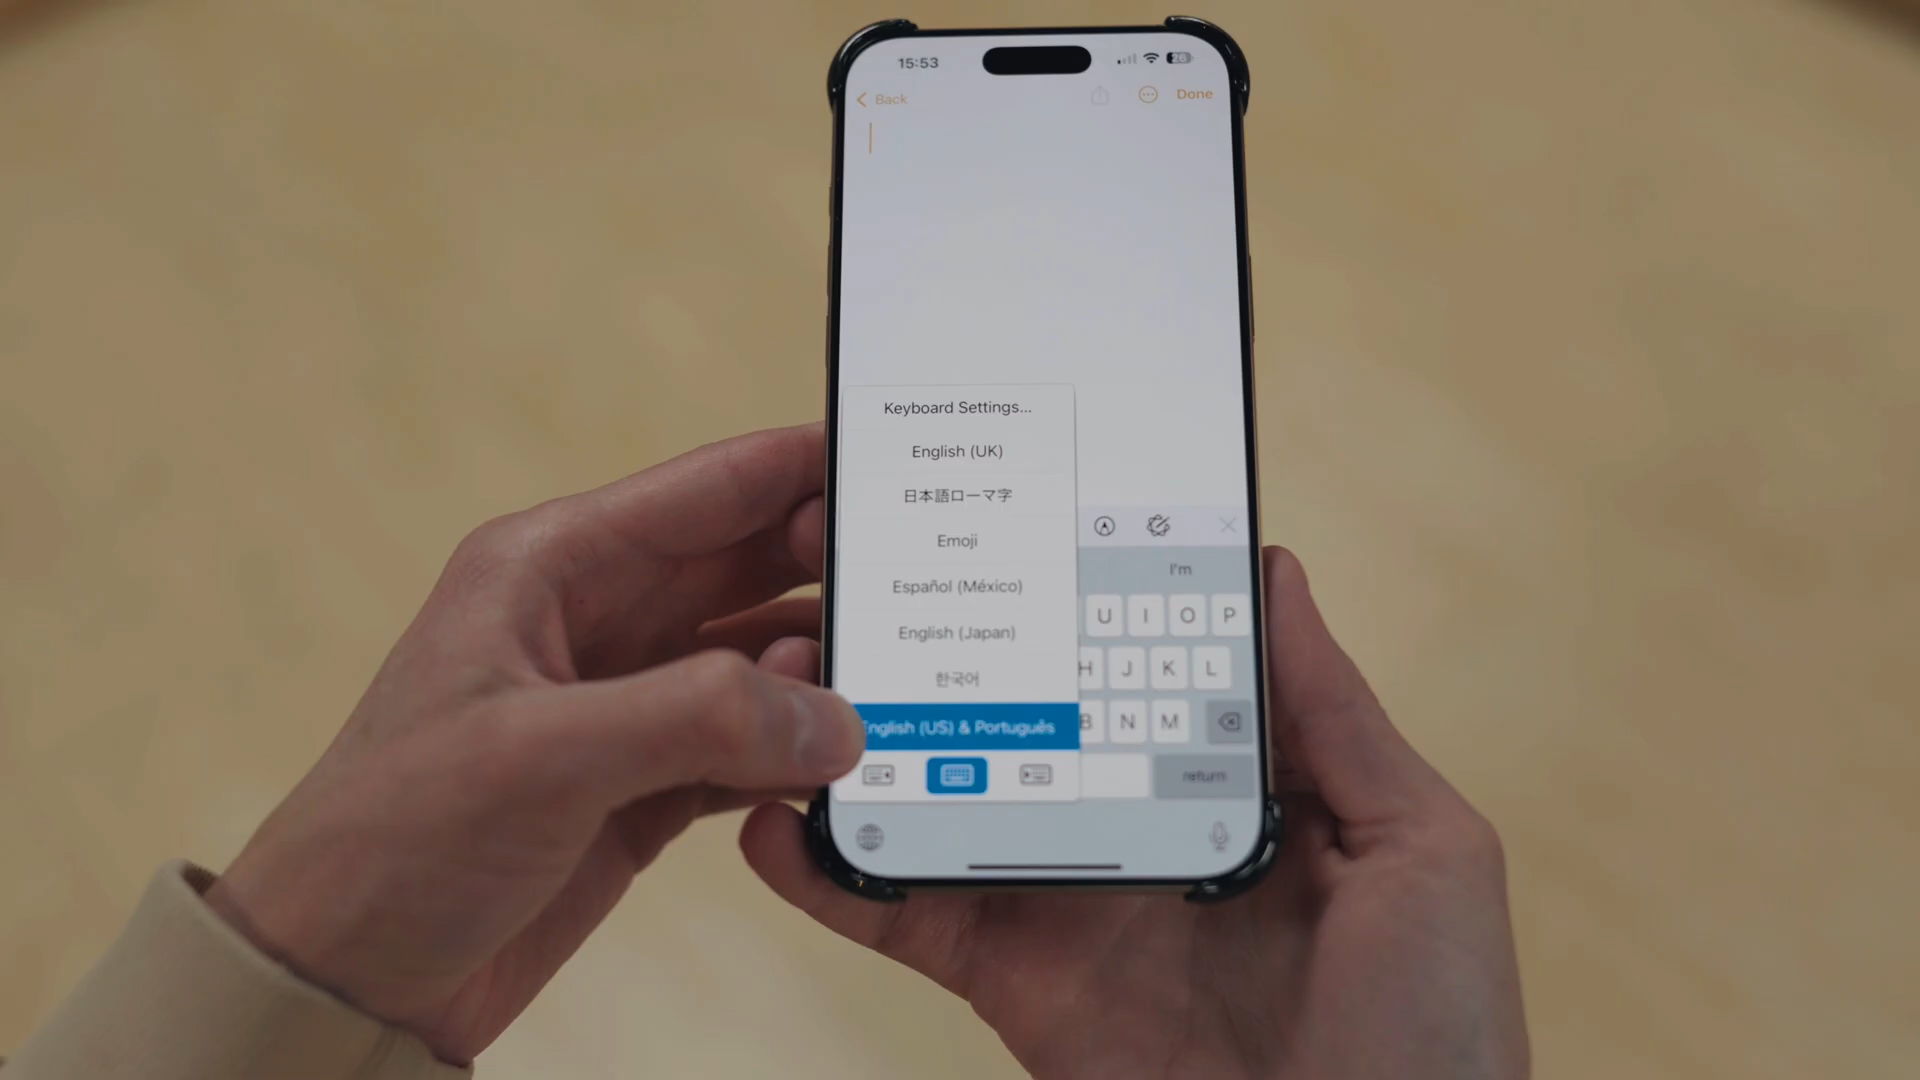 15:53
26
Back
Done
Keyboard Settings...
English (UK)
日本語ローマ字
Emoji
Español (México)
English (Japan)
한국어
English (US) & Português
I'm
U I O P
H J K L
B N M
return